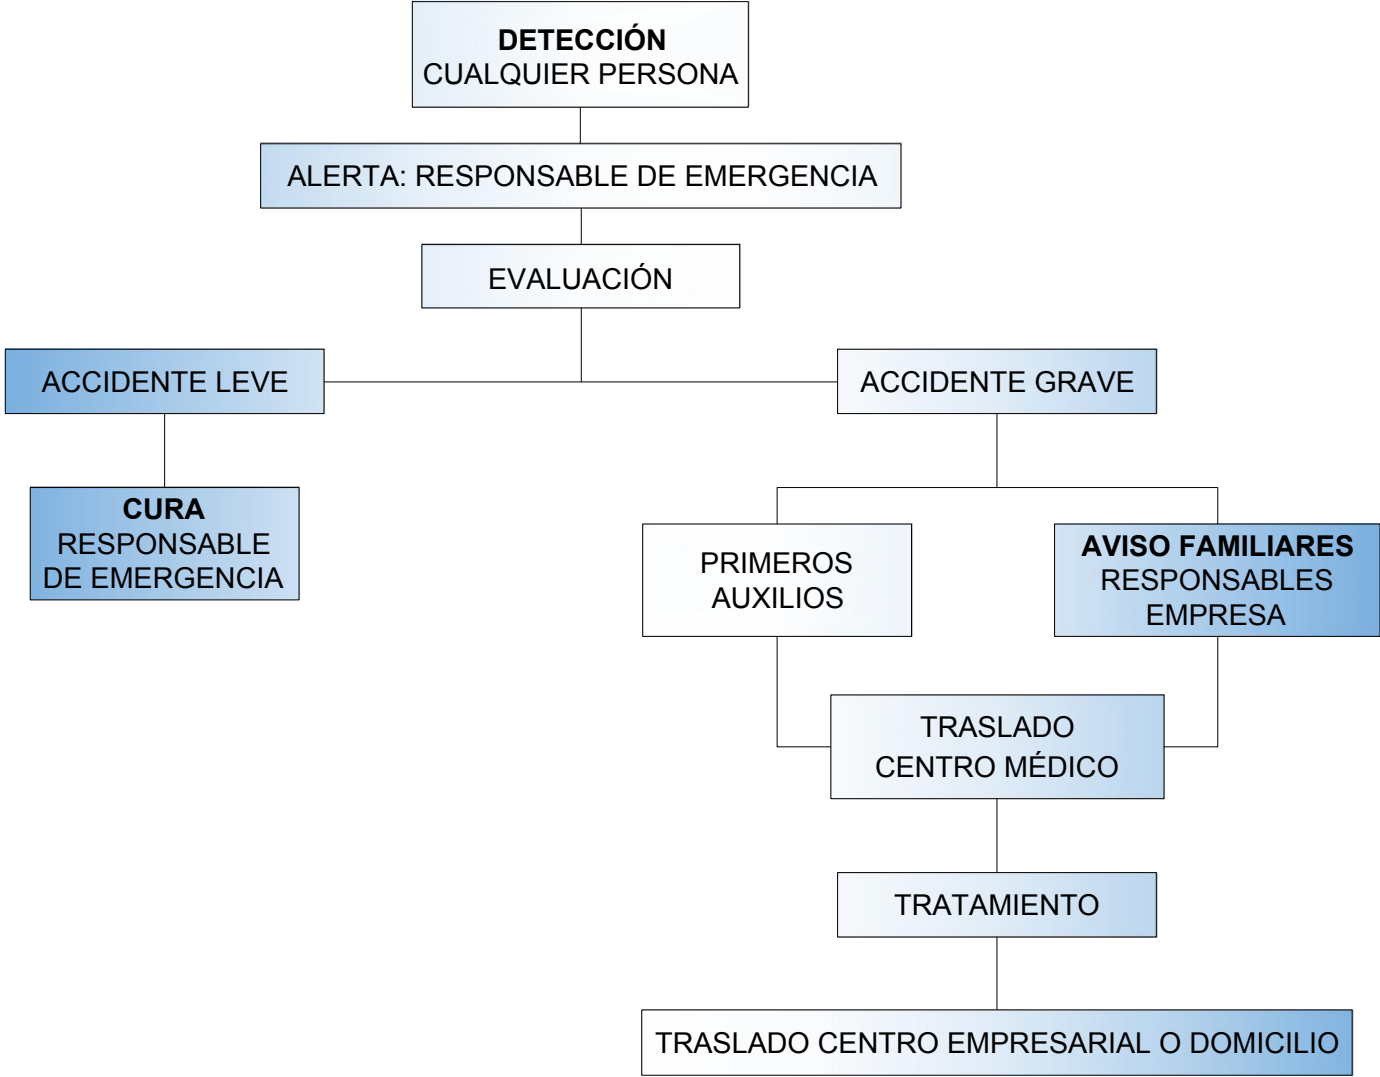 DETECCIÓN
CUALQUIER PERSONA
ALERTA: RESPONSABLE DE EMERGENCIA
EVALUACIÓN
ACCIDENTE LEVE
ACCIDENTE GRAVE
CURA
RESPONSABLE
DE EMERGENCIA
PRIMEROS
AUXILIOS
AVISO FAMILIARES
RESPONSABLES
EMPRESA
TRASLADO
CENTRO MÉDICO
TRATAMIENTO
TRASLADO CENTRO EMPRESARIAL O DOMICILIO